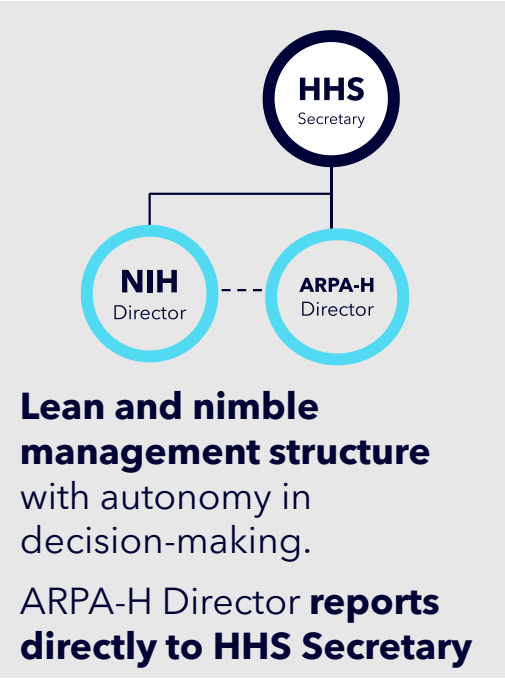 HHS
Secretary
NIH
Director
ARPA-H
Director
Lean and nimble
management structure
with autonomy in
decision-making.
ARPA-H Director reports
directly to HHS Secretary